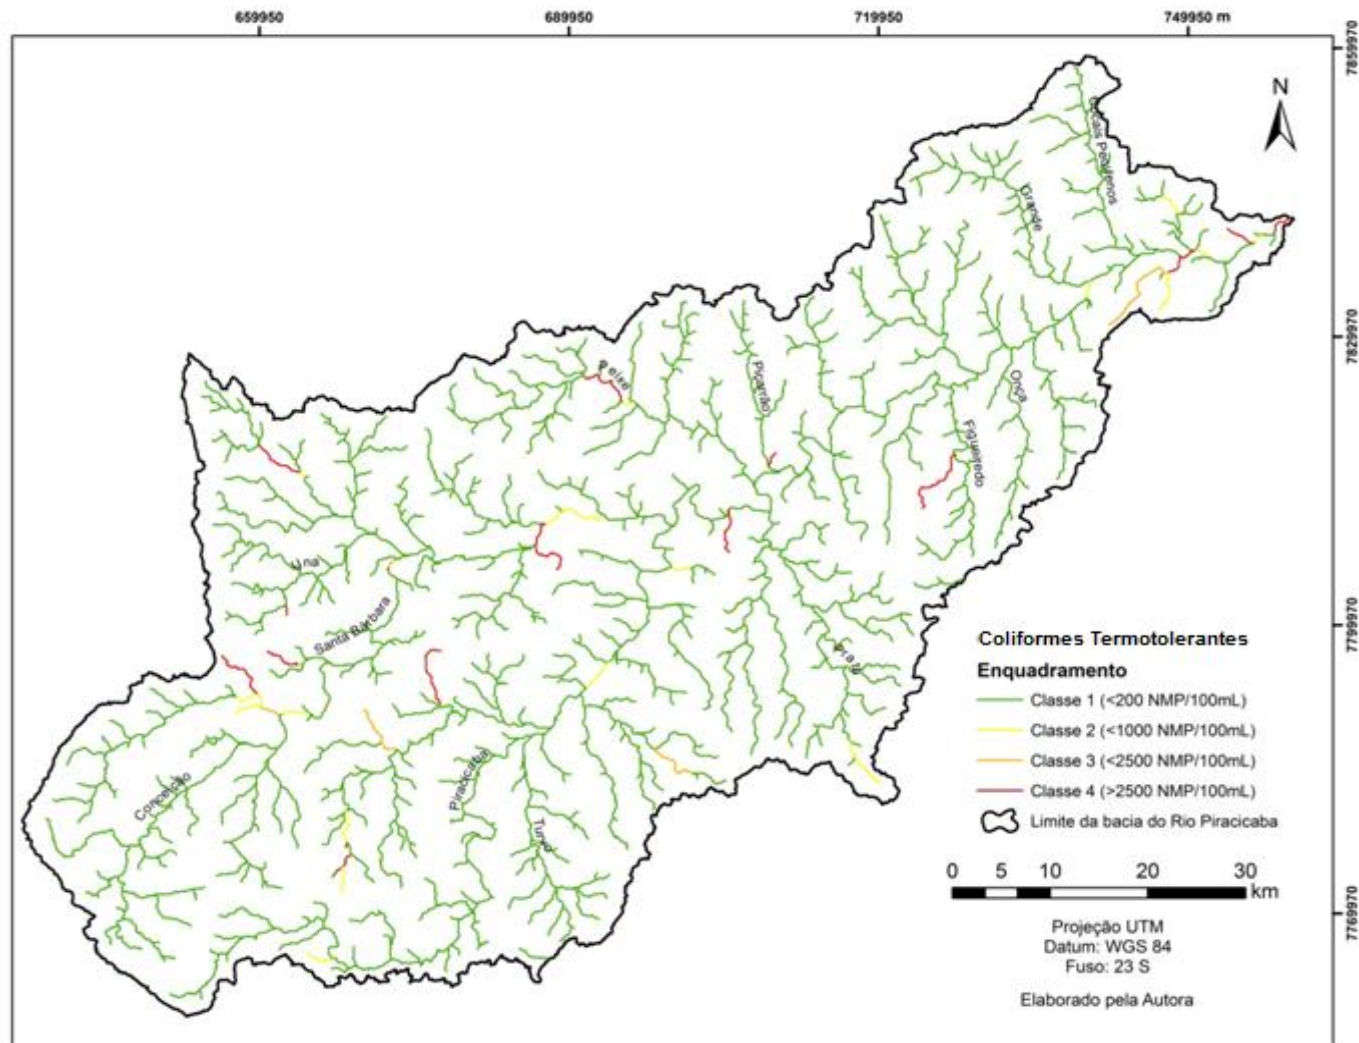 659950
689950
719950
749950 m
7859970
N
Cocais Pequenos
Grande
7829970
Peixe
Piçarrão
Onça
Figueiredo
Una
Santa Bárbara
Prata
7799970
Coliformes Termotolerantes
Enquadramento
Classe 1 (<200 NMP/100mL)
Classe 2 (<1000 NMP/100mL)
Classe 3 (<2500 NMP/100mL)
Classe 4 (>2500 NMP/100mL)
Limite da bacia do Rio Piracicaba
Conceição
Piracicaba
Turvo
0 5 10 20 30
km
7769970
Projeção UTM
Datum: WGS 84
Fuso: 23 S
Elaborado pela Autora